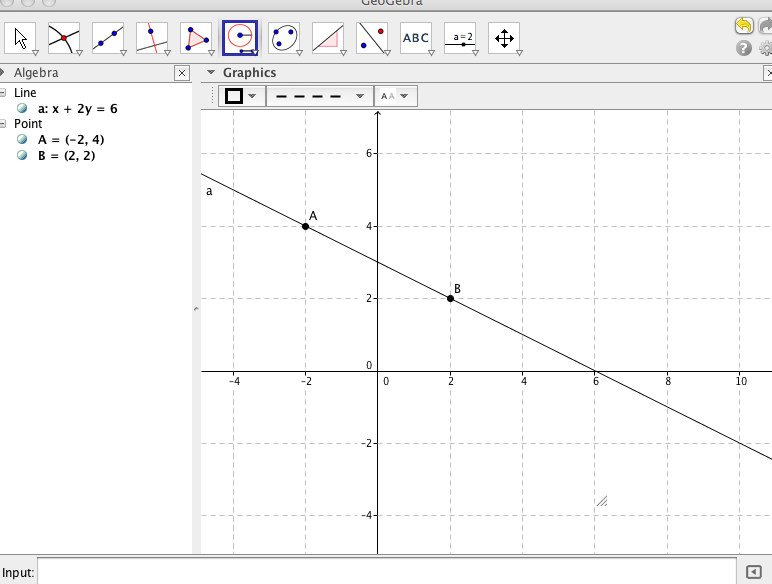 GeoGebra
ABC
a=2
?
Algebra
Graphics
Line
a: x + 2y = 6
Point
A = (-2, 4)
B = (2, 2)
A A
6
a
A
4
B
2
0
-4 -2 0 2 4 6 8 10
-2
-4
Input: